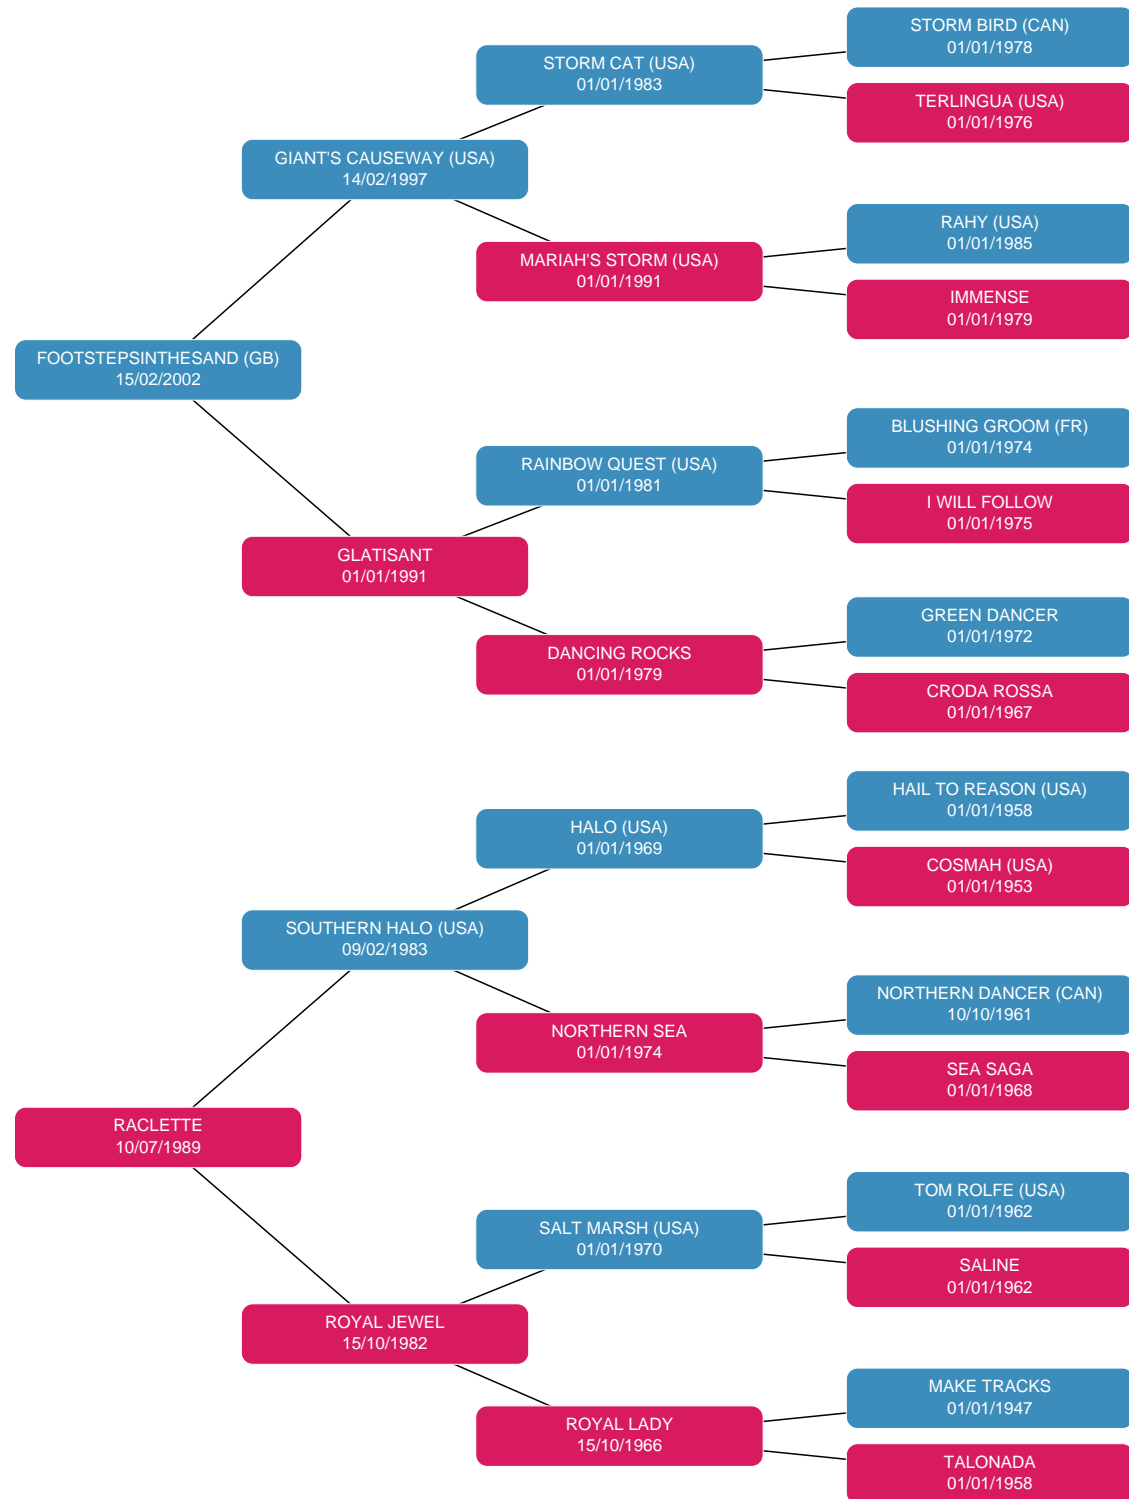 STORM BIRD (CAN)
01/01/1978
STORM CAT (USA)
01/01/1983
TERLINGUA (USA)
01/01/1976
GIANT'S CAUSEWAY (USA)
14/02/1997
RAHY (USA)
01/01/1985
MARIAH'S STORM (USA)
01/01/1991
IMMENSE
01/01/1979
FOOTSTEPSINTHESAND (GB)
15/02/2002
BLUSHING GROOM (FR)
01/01/1974
RAINBOW QUEST (USA)
01/01/1981
I WILL FOLLOW
01/01/1975
GLATISANT
01/01/1991
GREEN DANCER
01/01/1972
DANCING ROCKS
01/01/1979
CRODA ROSSA
01/01/1967
HAIL TO REASON (USA)
01/01/1958
HALO (USA)
01/01/1969
COSMAH (USA)
01/01/1953
SOUTHERN HALO (USA)
09/02/1983
NORTHERN DANCER (CAN)
10/10/1961
NORTHERN SEA
01/01/1974
SEA SAGA
01/01/1968
RACLETTE
10/07/1989
TOM ROLFE (USA)
01/01/1962
SALT MARSH (USA)
01/01/1970
SALINE
01/01/1962
ROYAL JEWEL
15/10/1982
MAKE TRACKS
01/01/1947
ROYAL LADY
15/10/1966
TALONADA
01/01/1958